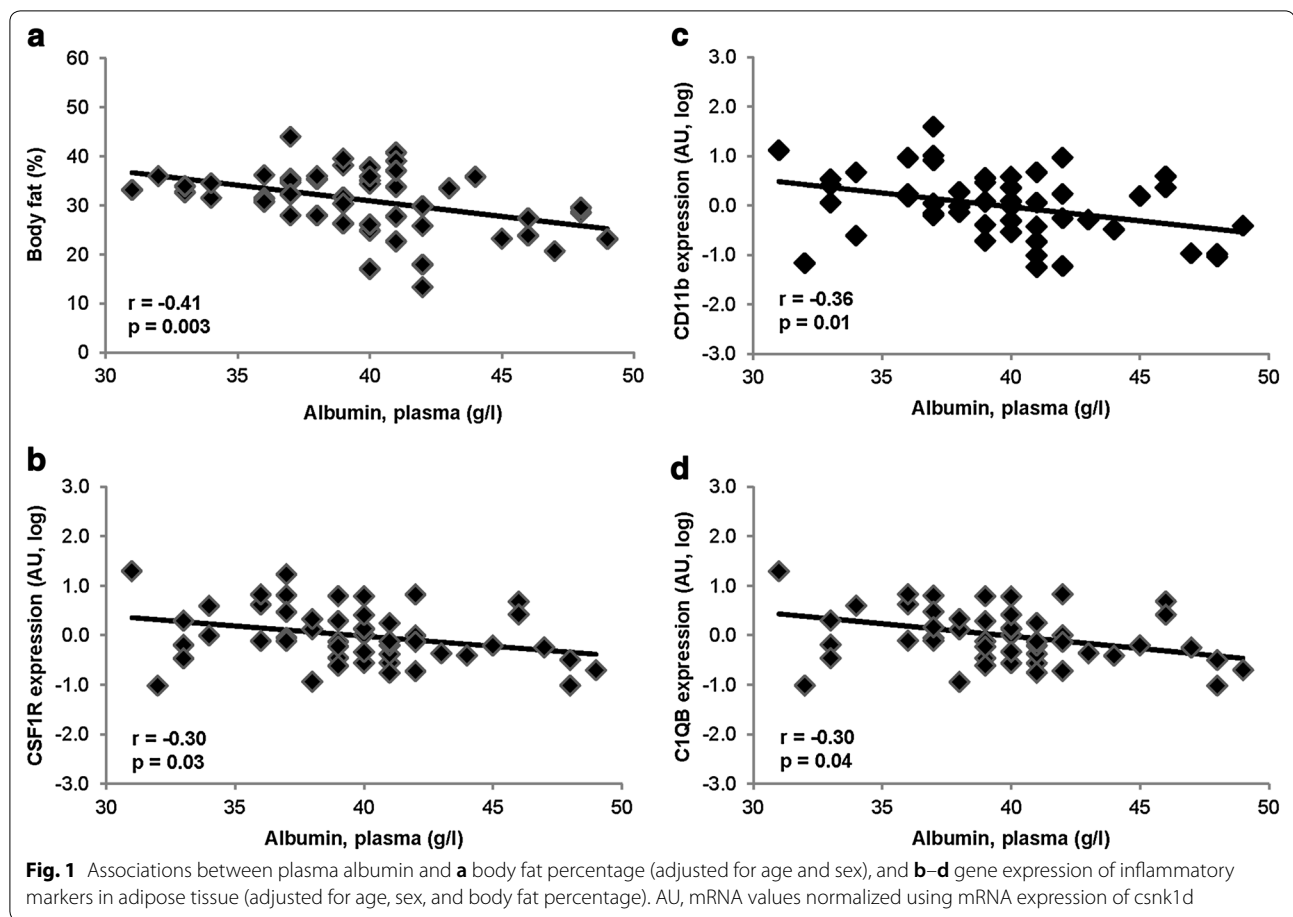 a
60
50
40
30
20
10
0
Body fat (%)
r = -0.41
p = 0.003
30 35 40 45 50
Albumin, plasma (g/l)
c
3.0
2.0
1.0
0.0
-1.0
-2.0
-3.0
CD11b expression (AU, log)
r = -0.36
p = 0.01
30 35 40 45 50
Albumin, plasma (g/l)
b
3.0
2.0
1.0
0.0
-1.0
-2.0
-3.0
CSF1R expression (AU, log)
r = -0.30
p = 0.03
30 35 40 45 50
Albumin, plasma (g/l)
d
3.0
2.0
1.0
0.0
-1.0
-2.0
-3.0
C1QB expression (AU, log)
r = -0.30
p = 0.04
30 35 40 45 50
Albumin, plasma (g/l)
Fig. 1 Associations between plasma albumin and a body fat percentage (adjusted for age and sex), and b–d gene expression of inflammatory
markers in adipose tissue (adjusted for age, sex, and body fat percentage). AU, mRNA values normalized using mRNA expression of csnk1d